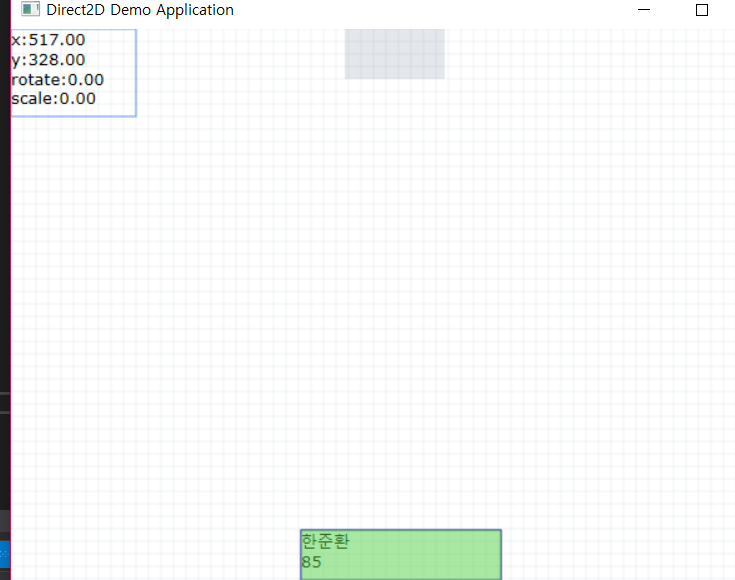 Direct2D Demo Application
x:517.00
y:328.00
rotate:0.00
scale:0.00
한준환
85